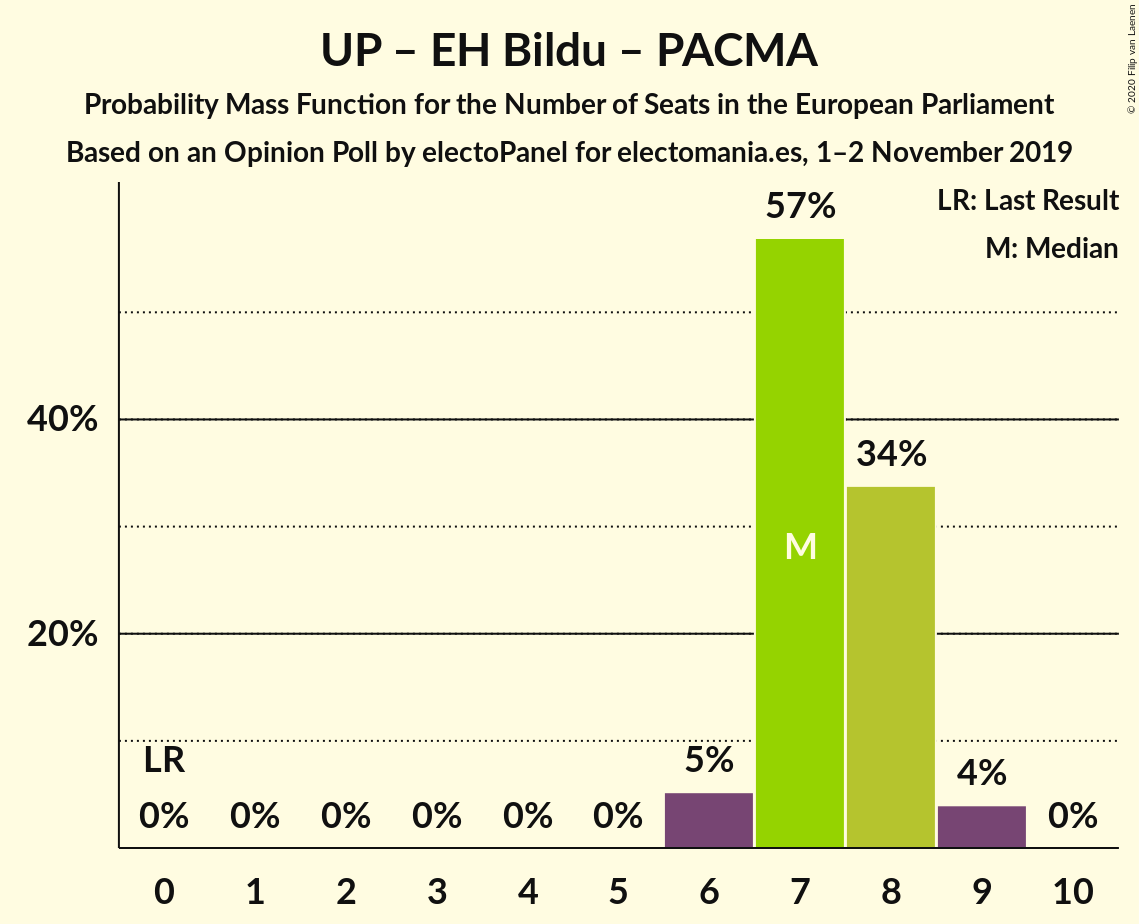 UP – EH Bildu – PACMA
Probability Mass Function for the Number of Seats in the European Parliament
Based on an Opinion Poll by electoPanel for electomania.es, 1–2 November 2019
© 2020 Filip van Laenen
LR: Last Result
M: Median
57%
40%
34%
M
20%
LR
5%
4%
0% 0% 0% 0% 0% 0% 0%
0 1 2 3 4 5 6 7 8 9 10